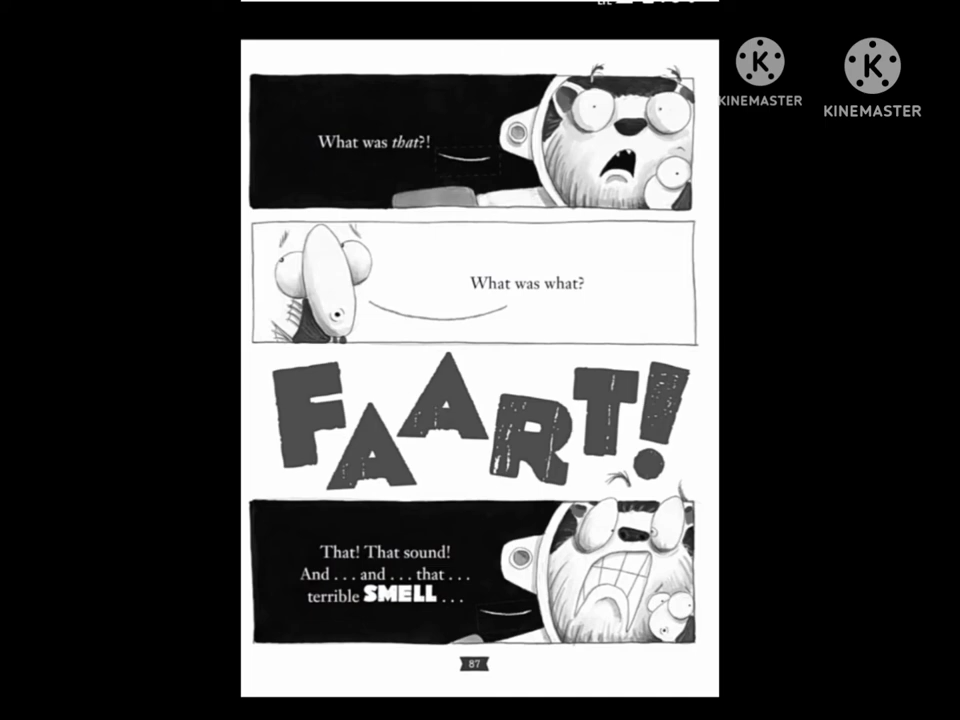 What was that?!
What was what?
FAART!
That! That sound!
And . . . and . . . that . . .
terrible SMELL . . .
87
K
KINEMASTER
K
KINEMASTER